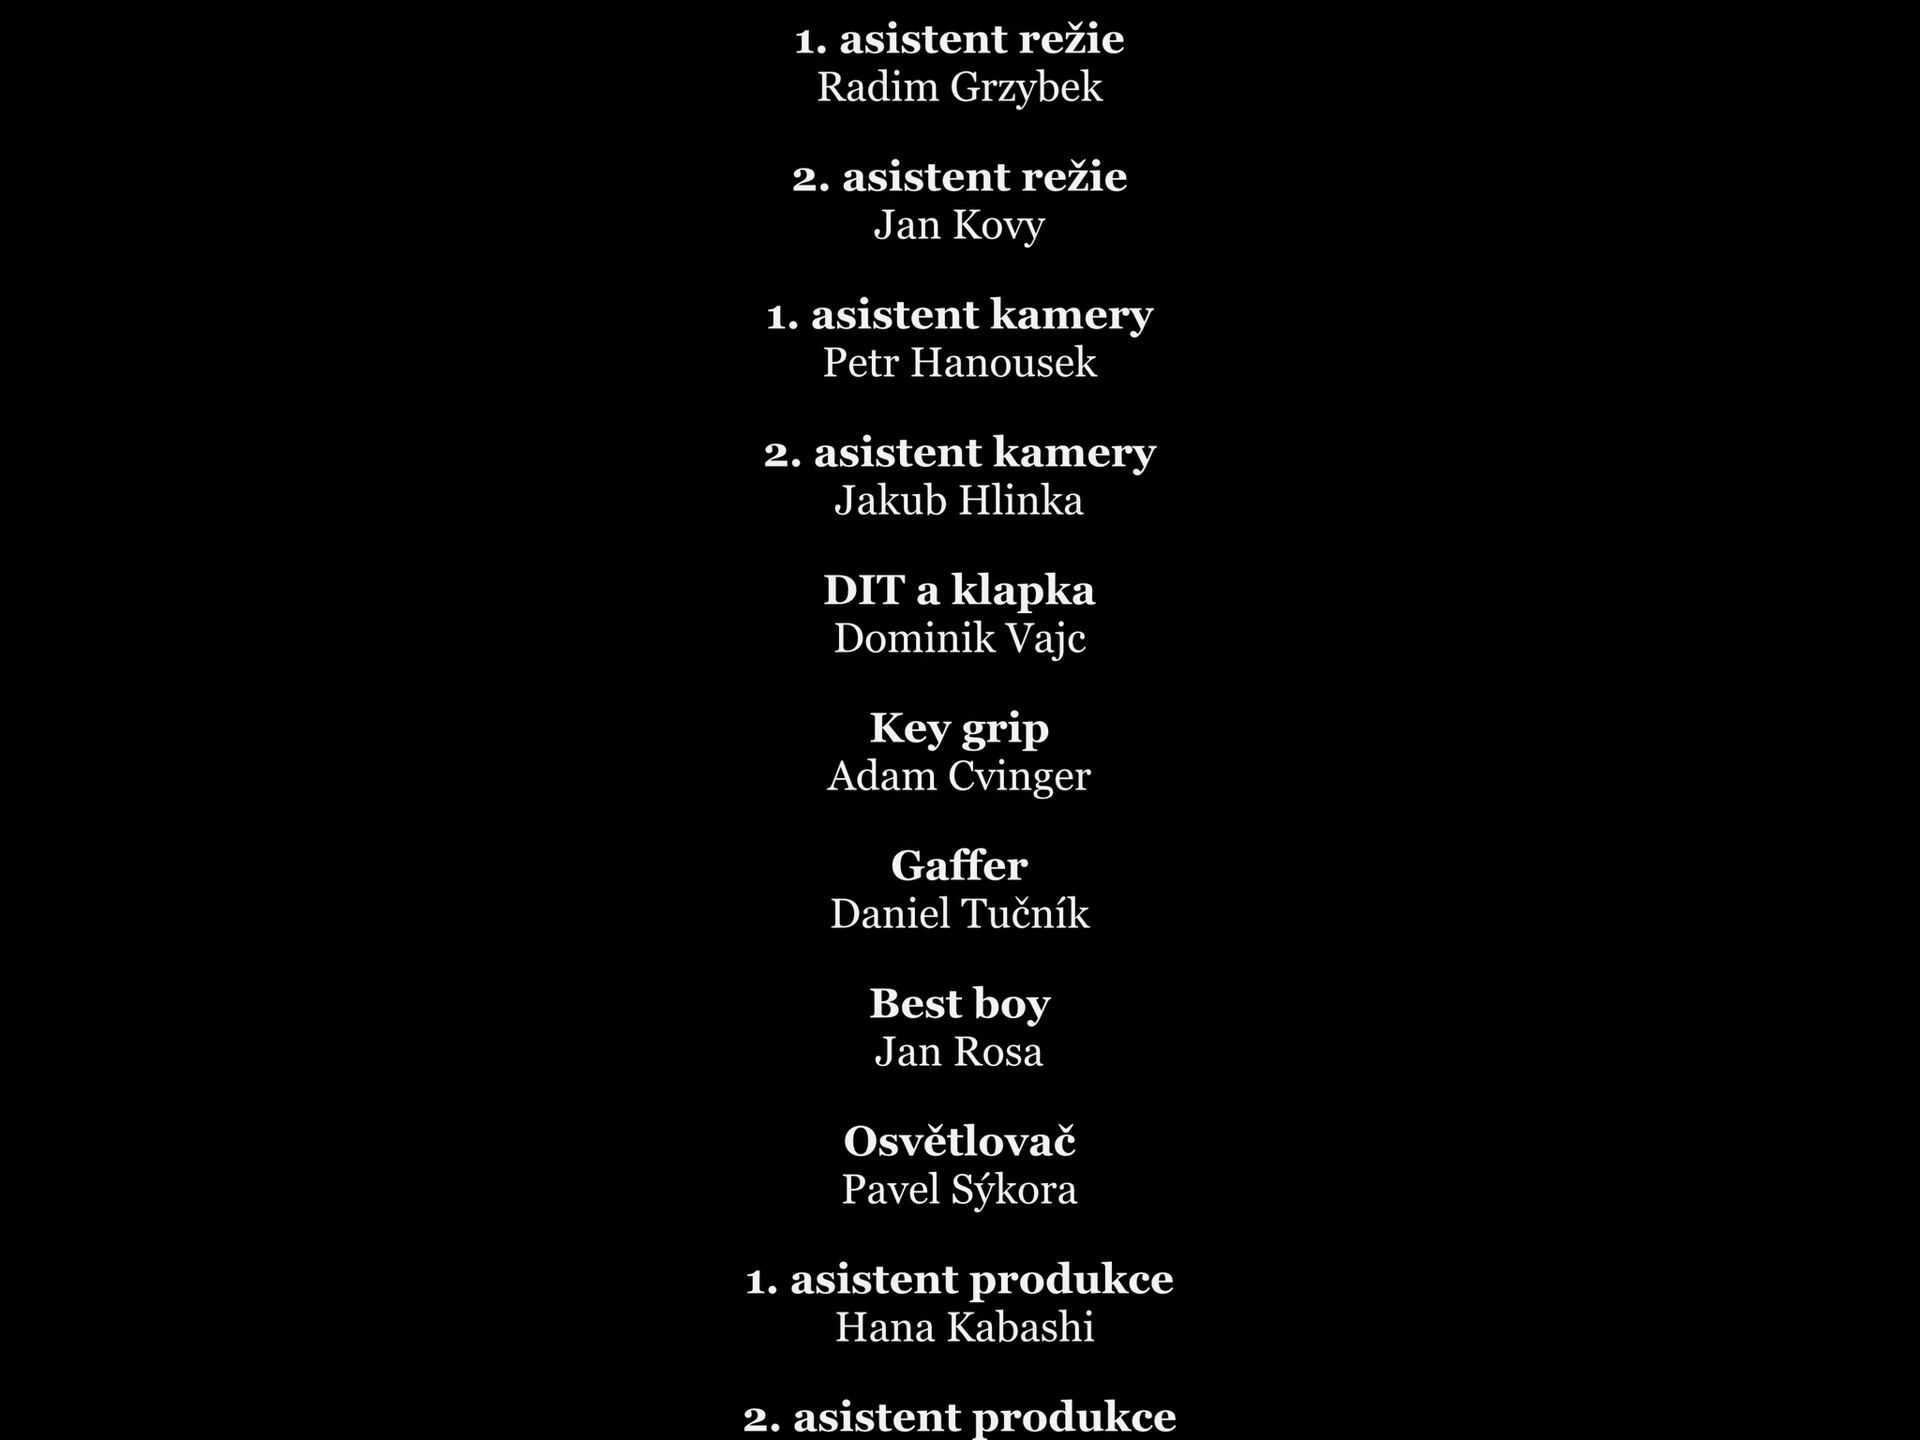 1. asistent režie
Radim Grzybek
2. asistent režie
Jan Kovy
1. asistent kamery
Petr Hanousek
2. asistent kamery
Jakub Hlinka
DIT a klapka
Dominik Vajc
Key grip
Adam Cvinger
Gaffer
Daniel Tučník
Best boy
Jan Rosa
Osvětlovač
Pavel Sýkora
1. asistent produkce
Hana Kabashi
2. asistent produkce